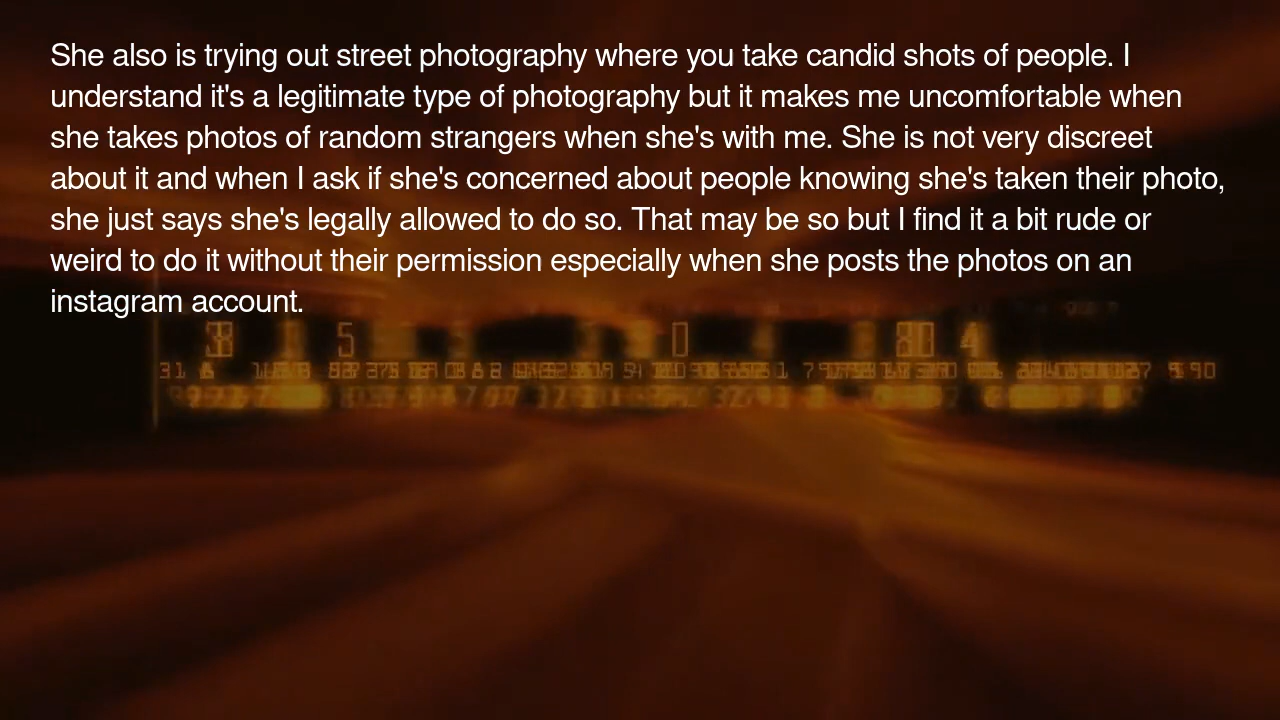 She also is trying out street photography where you take candid shots of people. I
understand it's a legitimate type of photography but it makes me uncomfortable when
she takes photos of random strangers when she's with me. She is not very discreet
about it and when I ask if she's concerned about people knowing she's taken their photo,
she just says she's legally allowed to do so. That may be so but I find it a bit rude or
weird to do it without their permission especially when she posts the photos on an
instagram account.